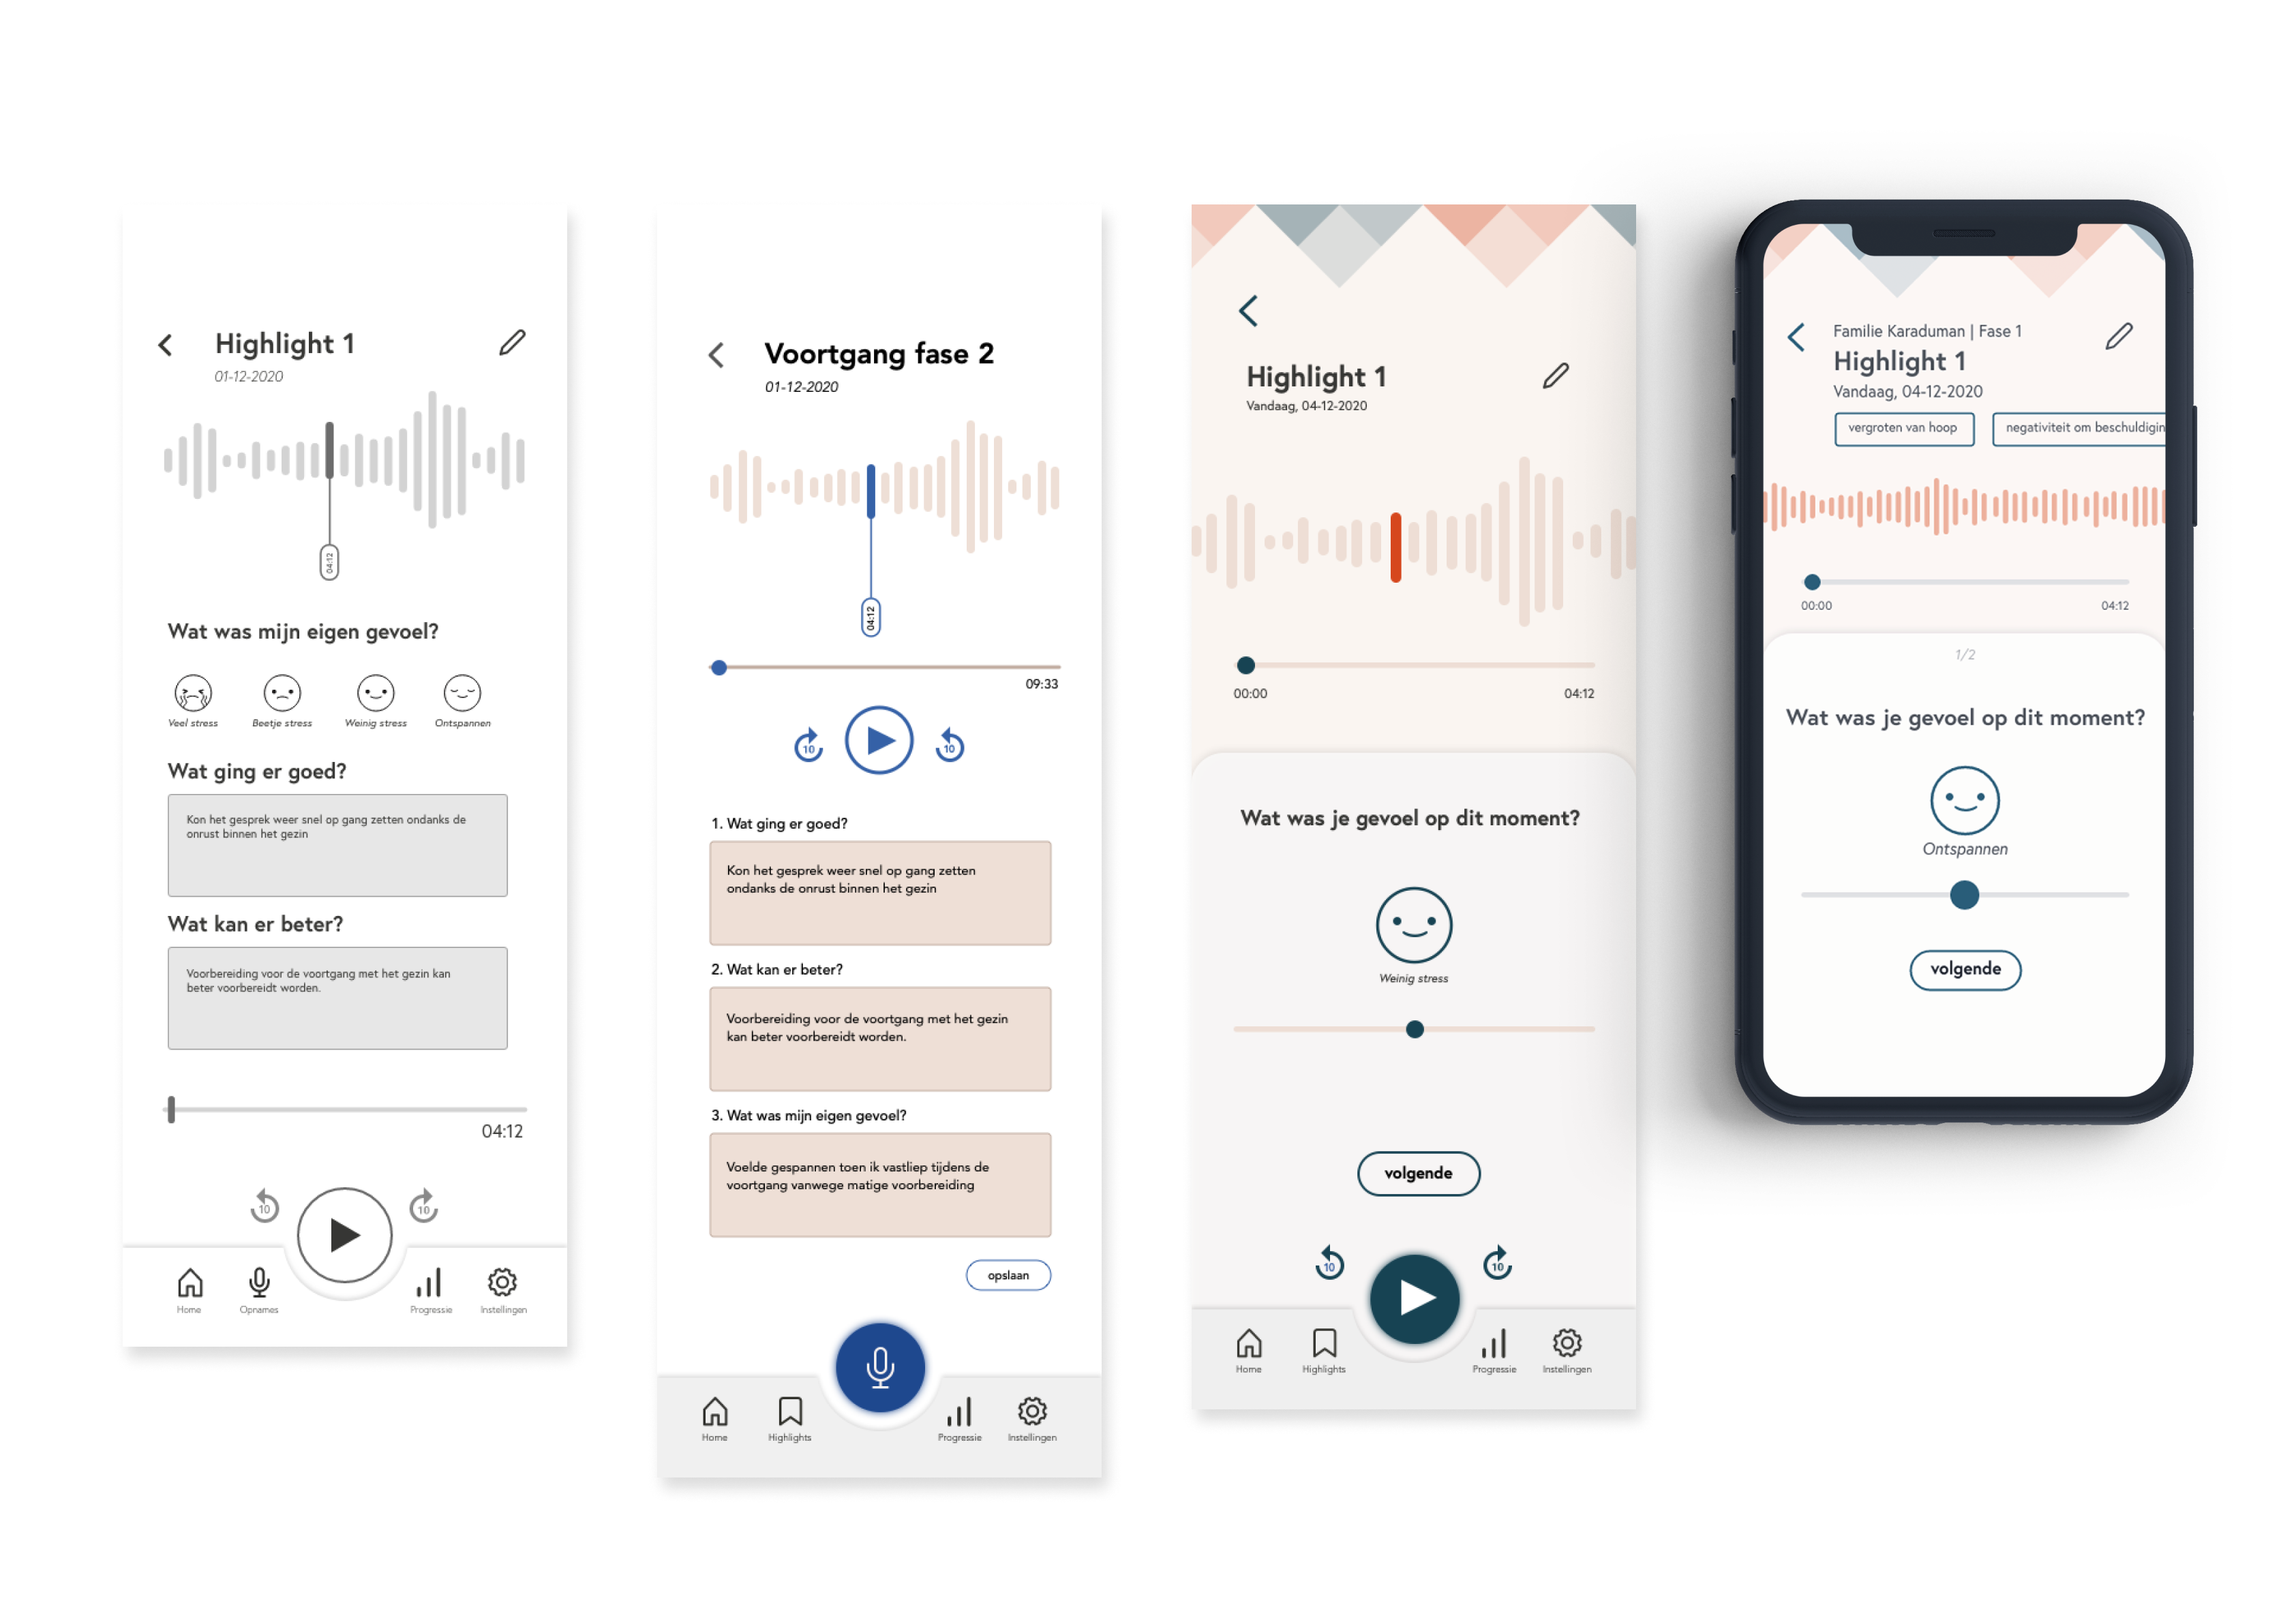 Highlight 1
01-12-2020
04:12
Wat was mijn eigen gevoel?
Veel stress
Beetje stress
Weinig stress
Ontspannen
Wat ging er goed?
Kon het gesprek weer snel op gang zetten ondanks de
onrust binnen het gezin
Wat kan er beter?
Voorbereiding voor de voortgang met het gezin kan
beter voorbereidt worden.
04:12
10
10
Home
Opnames
Progressie
Instellingen
Voortgang fase 2
01-12-2020
04:12
09:33
10
10
1. Wat ging er goed?
Kon het gesprek weer snel op gang zetten
ondanks de onrust binnen het gezin
2. Wat kan er beter?
Voorbereiding voor de voortgang met het gezin
kan beter voorbereidt worden.
3. Wat was mijn eigen gevoel?
Voelde gespannen toen ik vastliep tijdens de
voortgang vanwege matige voorbereiding
opslaan
Home
Highlights
Progressie
Instellingen
Highlight 1
Vandaag, 04-12-2020
00:00
04:12
Wat was je gevoel op dit moment?
Weinig stress
volgende
10
10
Home
Highlights
Progressie
Instellingen
Familie Karaduman | Fase 1
Highlight 1
Vandaag, 04-12-2020
vergroten van hoop
negativiteit om beschuldigin
00:00
04:12
1/2
Wat was je gevoel op dit moment?
Ontspannen
volgende